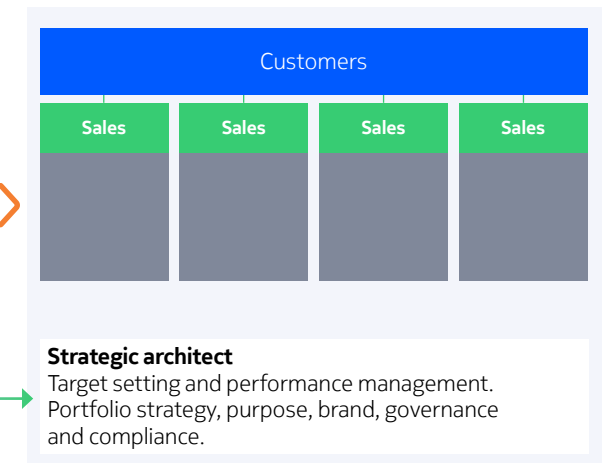 Customers
Sales Sales Sales Sales
Strategic architect
Target setting and performance management.
Portfolio strategy, purpose, brand, governance
and compliance.